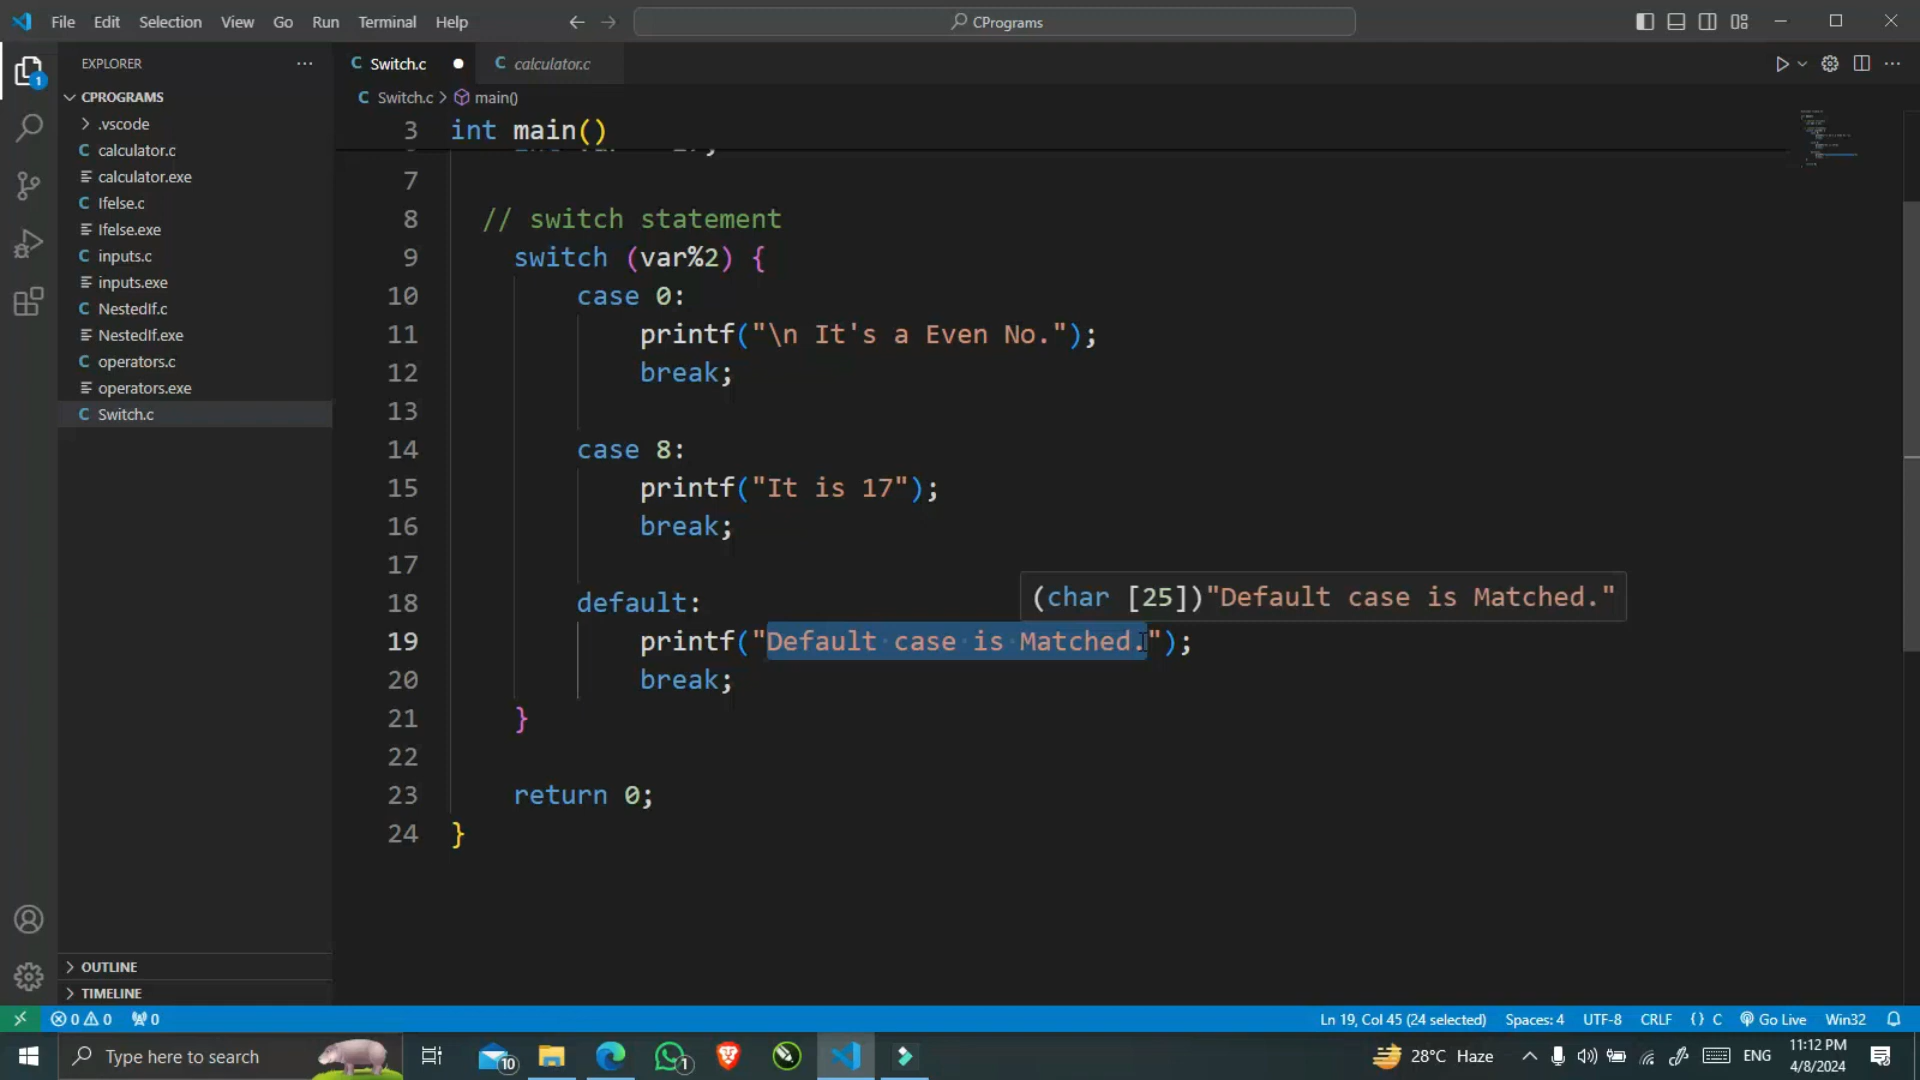 File Edit Selection View Go Run Terminal Help
CPrograms
EXPLORER
CPROGRAMS
.vscode
C calculator.c
calculator.exe
C Ifelse.c
Ifelse.exe
C inputs.c
inputs.exe
C NestedIf.c
NestedIf.exe
C operators.c
operators.exe
C Switch.c
OUTLINE
TIMELINE
1
C Switch.c
C calculator.c
C Switch.c > main()
3 int main()
7
8 // switch statement
9 switch (var%2) {
10 case 0:
11 printf("\n It's a Even No.");
12 break;
13
14 case 8:
15 printf("It is 17");
16 break;
17
18 default:
(char [25])"Default case is Matched."
19 printf("Default case is Matched.");
20 break;
21 }
22
23 return 0;
24 }
0 0 0
Ln 19, Col 45 (24 selected) Spaces: 4 UTF-8 CRLF {} C Go Live Win32
Type here to search
10
1
28°C Haze
ENG
11:12 PM
4/8/2024